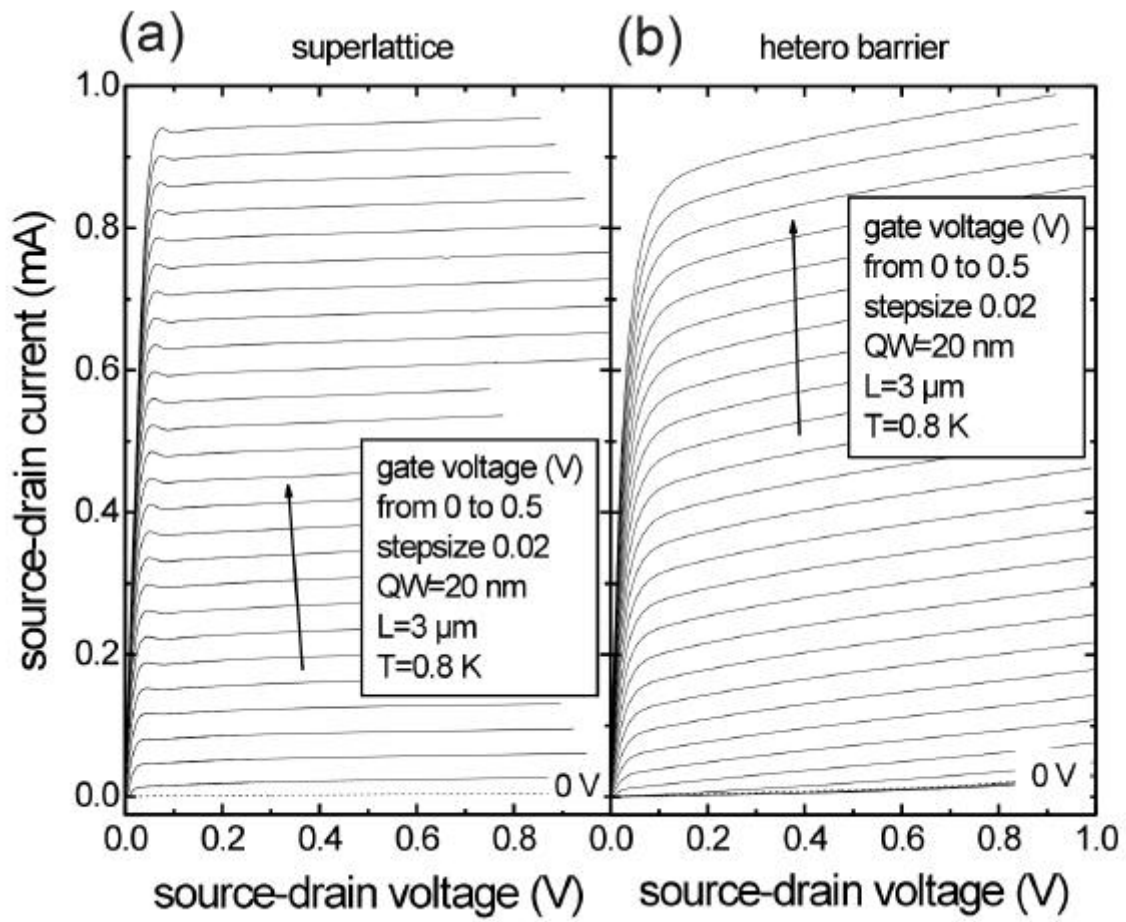 (a)
superlattice
(b)
hetero barrier
source-drain current (mA)
1.0
0.8
0.6
0.4
0.2
0.0
gate voltage (V)
from 0 to 0.5
stepsize 0.02
QW=20 nm
L=3 µm
T=0.8 K
0 V
gate voltage (V)
from 0 to 0.5
stepsize 0.02
QW=20 nm
L=3 µm
T=0.8 K
0 V
0.0 0.2 0.4 0.6 0.8 0.0 0.2 0.4 0.6 0.8 1.0
source-drain voltage (V) source-drain voltage (V)